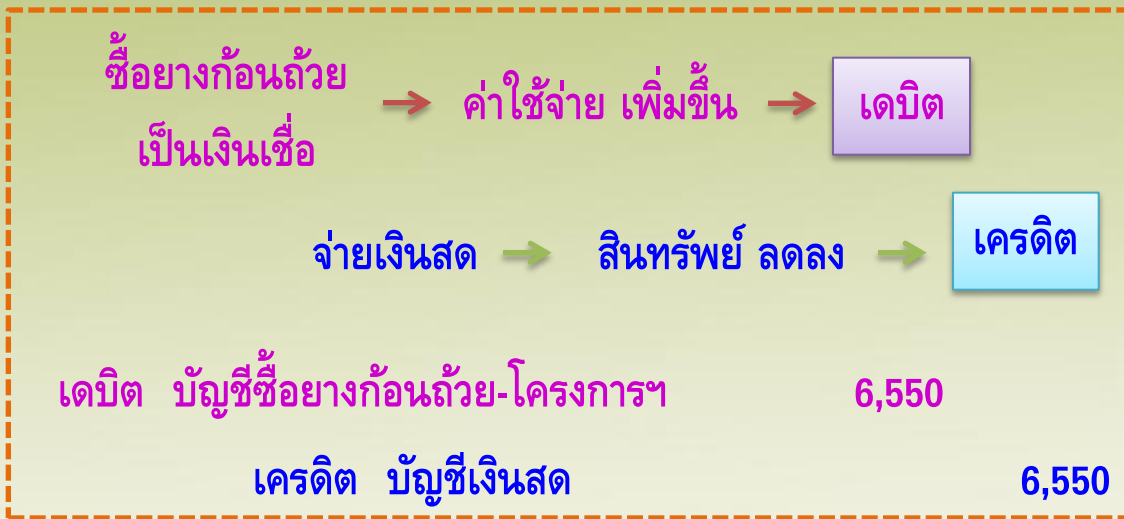 ซื้อยางก้อนถ้วย
เป็นเงินเชื่อ
ค่าใช้จ่าย เพิ่มขึ้น
เดบิต
จ่ายเงินสด
สินทรัพย์ ลดลง
เครดิต
เดบิต บัญชีซื้อยางก้อนถ้วย-โครงการฯ 6,550
เครดิต บัญชีเงินสด 6,550